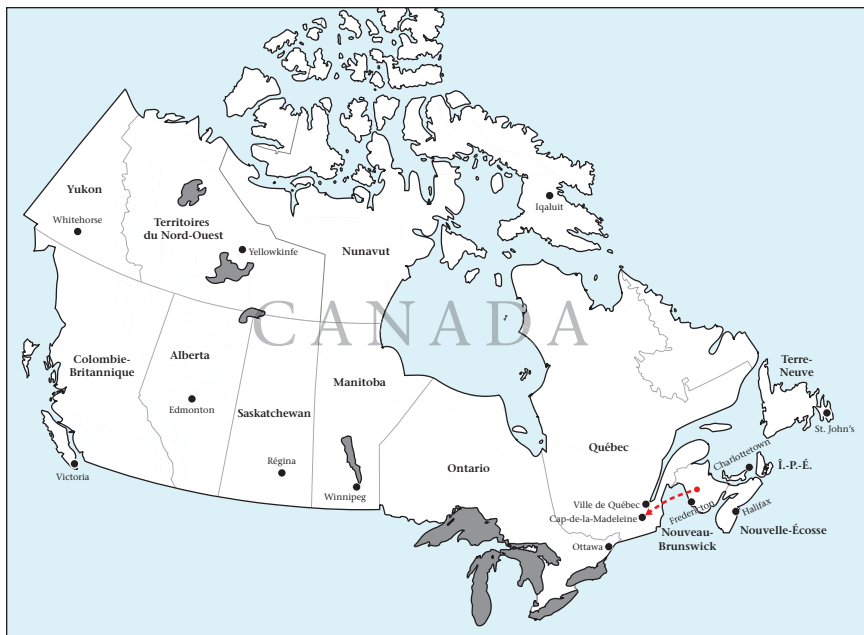 Yukon
Whitehorse
Territoires
du Nord-Ouest
Yellowkinfe
Nunavut
Iqaluit
CANADA
Colombie-
Britannique
Alberta
Edmonton
Saskatchewan
Régina
Manitoba
Winnipeg
Victoria
Ontario
Québec
Terre-
Neuve
St. John's
Charlottetown
Î.-P.-É.
Ville de Québec
Cap-de-la-Madeleine
Fredericton
Halifax
Nouveau-
Brunswick
Nouvelle-Écosse
Ottawa